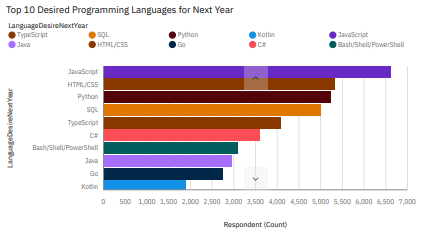 Top 10 Desired Programming Languages for Next Year
LanguageDesireNextYear
TypeScript SQL Python Kotlin JavaScript
Java HTML/CSS Go C# Bash/Shell/PowerShell
LanguageDesireNextYear
JavaScript
HTML/CSS
Python
SQL
TypeScript
C#
Bash/Shell/PowerShell
Java
Go
Kotlin
0 500 1,000 1,500 2,000 2,500 3,000 3,500 4,000 4,500 5,000 5,500 6,000 6,500 7,000
Respondent (Count)